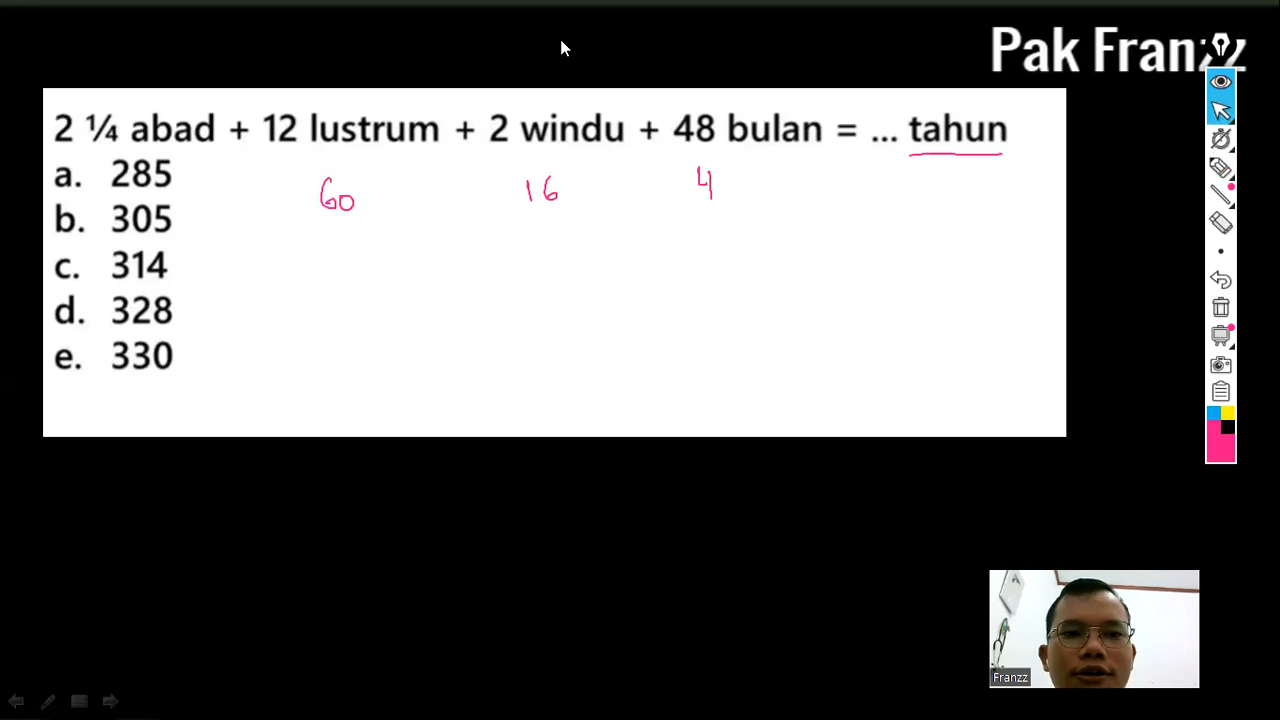 Pak Franzz
2 ¼ abad + 12 lustrum + 2 windu + 48 bulan = ... tahun
60 16 4
a. 285
b. 305
c. 314
d. 328
e. 330
Franzz